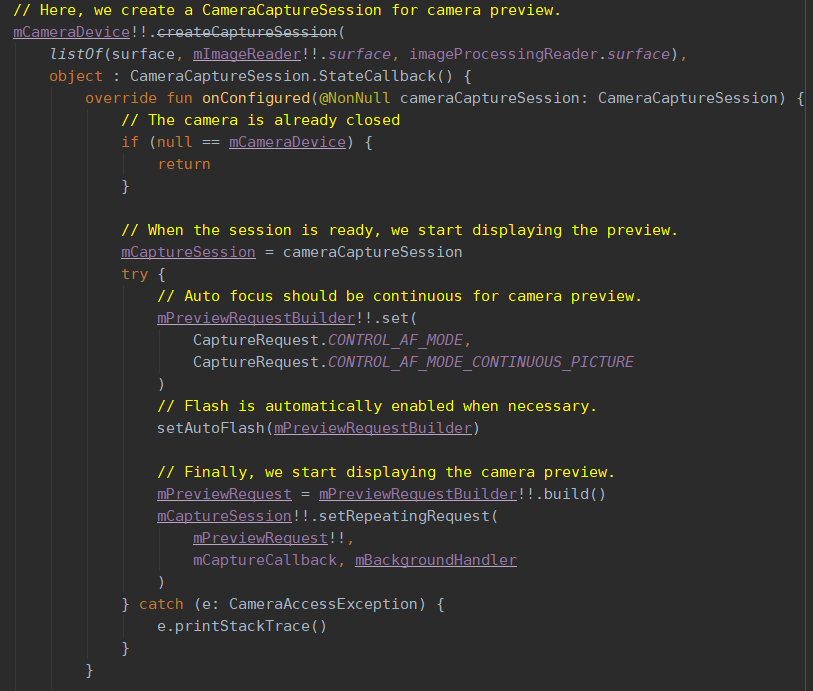 // Here, we create a CameraCaptureSession for camera preview.
mCameraDevice!!.createCaptureSession(
listOf(surface, mImageReader!!.surface, imageProcessingReader.surface),
object : CameraCaptureSession.StateCallback() {
override fun onConfigured(@NonNull cameraCaptureSession: CameraCaptureSession) {
// The camera is already closed
if (null == mCameraDevice) {
return
}
// When the session is ready, we start displaying the preview.
mCaptureSession = cameraCaptureSession
try {
// Auto focus should be continuous for camera preview.
mPreviewRequestBuilder!!.set(
CaptureRequest.CONTROL_AF_MODE,
CaptureRequest.CONTROL_AF_MODE_CONTINUOUS_PICTURE
)
// Flash is automatically enabled when necessary.
setAutoFlash(mPreviewRequestBuilder)
// Finally, we start displaying the camera preview.
mPreviewRequest = mPreviewRequestBuilder!!.build()
mCaptureSession!!.setRepeatingRequest(
mPreviewRequest!!,
mCaptureCallback, mBackgroundHandler
)
} catch (e: CameraAccessException) {
e.printStackTrace()
}
}